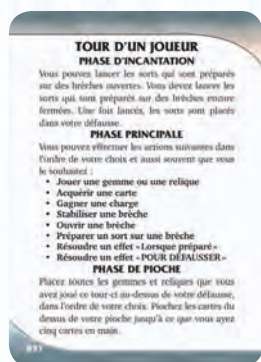 TOUR D'UN JOUEUR
PHASE D'INCANTATION
Vous pouvez lancer les sorts qui sont préparés
sur des brèches ouvertes. Vous devez lancer les
sorts qui sont préparés sur des brèches encore
fermées. Une fois lancés, les sorts sont placés
dans votre défausse.
PHASE PRINCIPALE
Vous pouvez effectuer les actions suivantes dans
l'ordre de votre choix et aussi souvent que vous
le souhaitez :
• Jouer une gemme ou une relique
• Acquérir une carte
• Gagner une charge
• Stabiliser une brèche
• Ouvrir une brèche
• Préparer un sort sur une brèche
• Résoudre un effet «Lorsque préparé»
• Résoudre un effet «POUR DÉFAUSSER»
PHASE DE PIOCHE
Placez toutes les gemmes et reliques que vous
avez joué ce tour-ci au-dessus de votre défausse,
dans l'ordre de votre choix. Piochez les cartes du
dessus de votre pioche jusqu'à ce que vous ayez
cinq cartes en main.